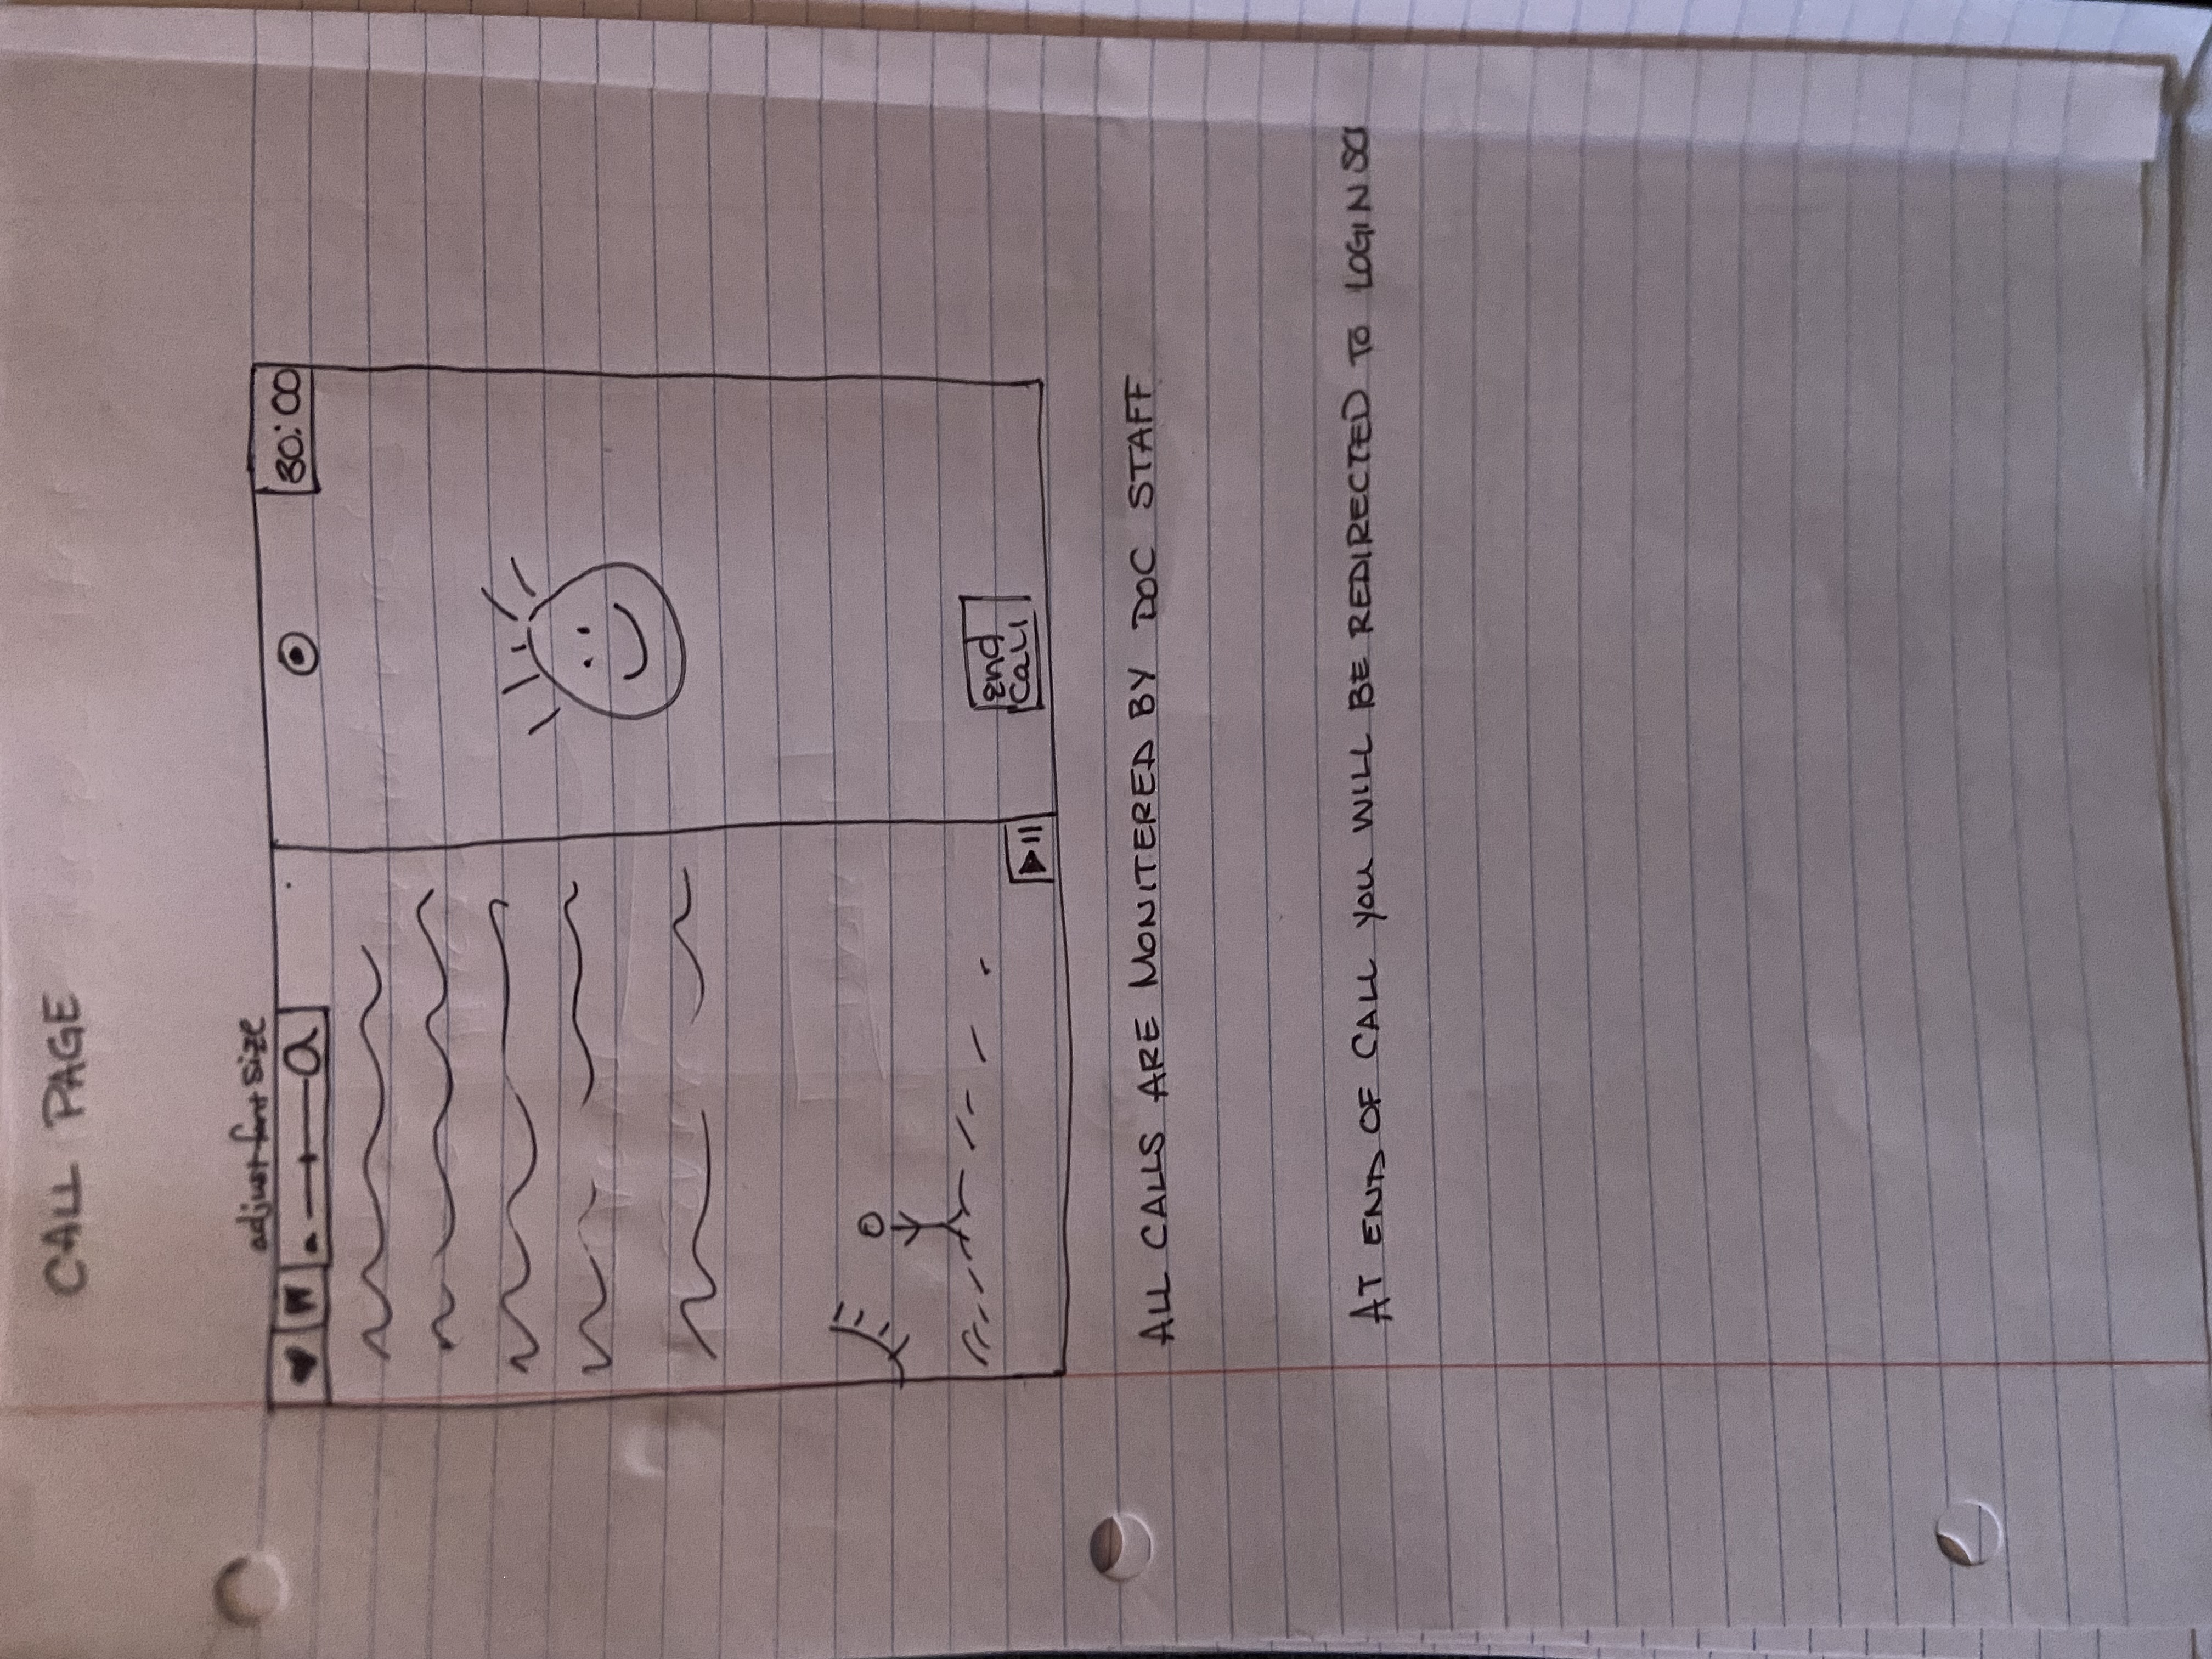 CALL PAGE
adjust font size
a a
30:00
end
call
ALL CALLS ARE MONITERED BY DOC STAFF
AT END OF CALL YOU WILL BE REDIRECTED TO LOGIN